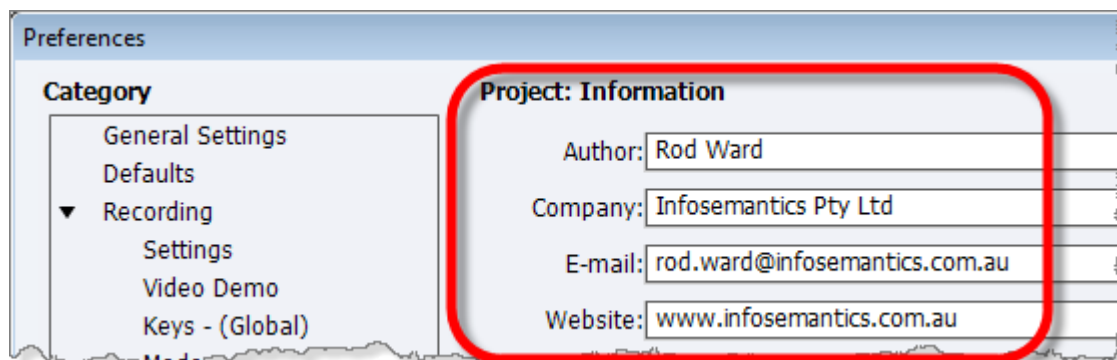 Preferences
Category
General Settings
Defaults
▼ Recording
Settings
Video Demo
Keys - (Global)
Project: Information
Author: Rod Ward
Company: Infosemantics Pty Ltd
E-mail: rod.ward@infosemantics.com.au
Website: www.infosemantics.com.au